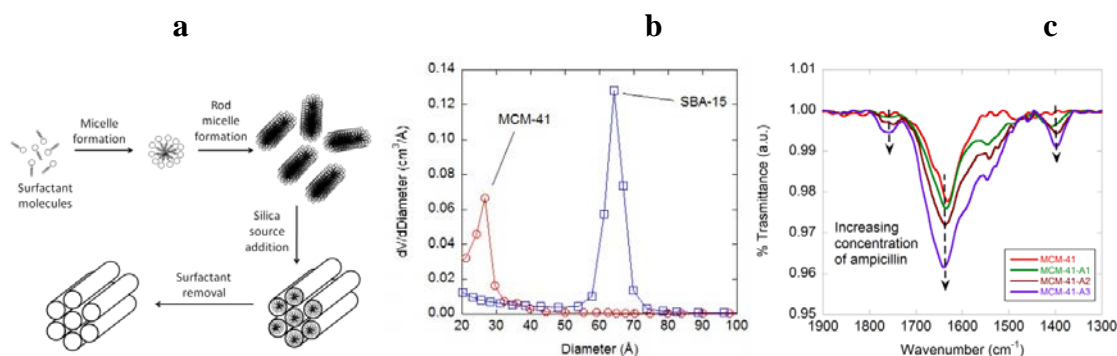 a
b
c
Micelle
formation
Rod
micelle
formation
Surfactant
molecules
Silica
source
addition
Surfactant
removal
0.14
0.12
0.10
0.08
0.06
0.04
0.02
0.00
dV/dDiameter (cm³/Å)
MCM-41
SBA-15
20
30
40
50
60
70
80
90
100
Diameter (Å)
1.01
1.00
0.99
0.98
0.97
0.96
0.95
% Trasmittance (a.u.)
Increasing
concentration
of ampicillin
MCM-41
MCM-41-A1
MCM-41-A2
MCM-41-A3
1900
1800
1700
1600
1500
1400
1300
Wavenumber (cm⁻¹)